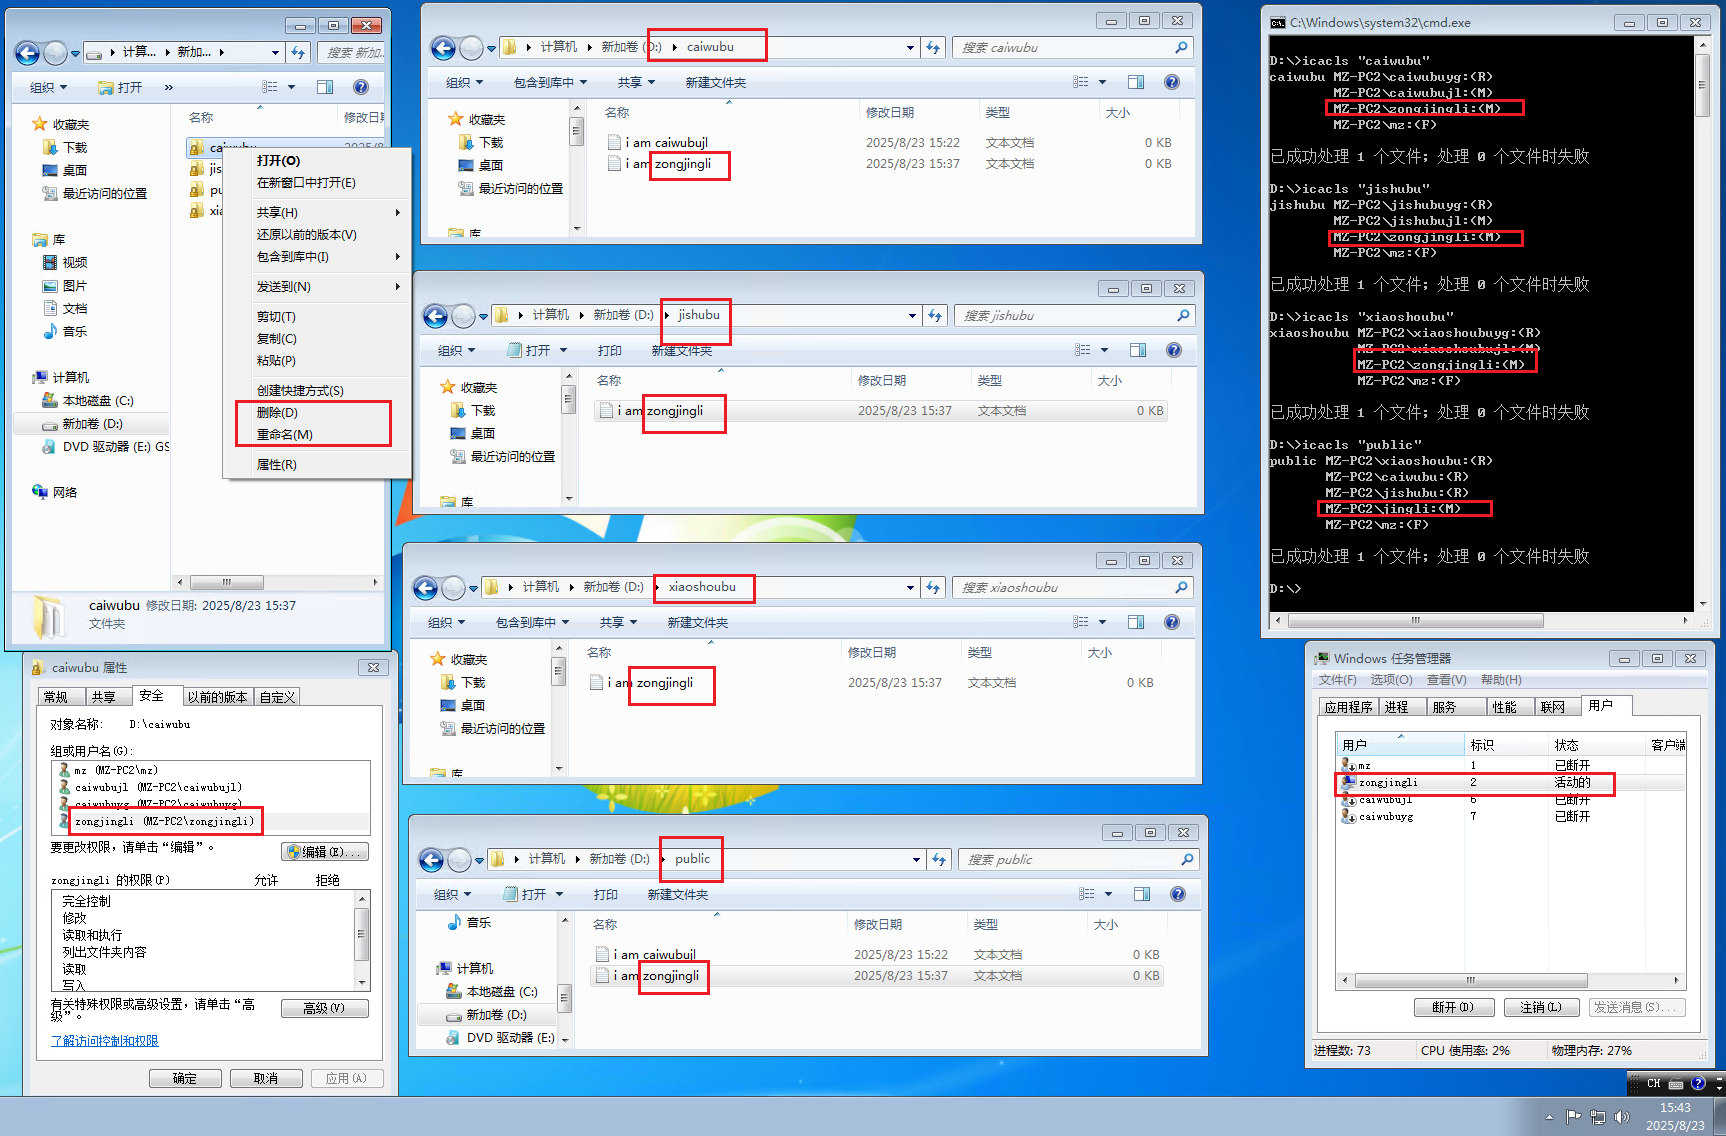 计算... ▸ 新加... ▸
搜索 新加...
组织 打开 »
名称 修改日期
收藏夹
下载
桌面
最近访问的位置
库
视频
图片
文档
音乐
计算机
本地磁盘 (C:)
新加卷 (D:)
DVD 驱动器 (E:) GS
网络
caiwubu 2025/8
jis
pu
xia
打开(O)
在新窗口中打开(E)
共享(H)
还原以前的版本(V)
包含到库中(I)
发送到(N)
剪切(T)
复制(C)
粘贴(P)
创建快捷方式(S)
删除(D)
重命名(M)
属性(R)
caiwubu 修改日期: 2025/8/23 15:37
文件夹
caiwubu 属性
常规 共享 安全 以前的版本 自定义
对象名称: D:\caiwubu
组或用户名(G):
mz (MZ-PC2\mz)
caiwubujl (MZ-PC2\caiwubujl)
caiwubuyg (MZ-PC2\caiwubuyg)
zongjingli (MZ-PC2\zongjingli)
要更改权限，请单击“编辑”。
编辑(E)...
zongjingli 的权限(P) 允许 拒绝
完全控制
修改
读取和执行
列出文件夹内容
读取
写入
有关特殊权限或高级设置，请单击“高
级”。
高级(V)
了解访问控制和权限
确定 取消 应用(A)
计算机 ▸ 新加卷 (D:) ▸ caiwubu
搜索 caiwubu
组织 包含到库中 共享 新建文件夹
收藏夹
下载
桌面
最近访问的位置
库
名称 修改日期 类型 大小
i am caiwubujl 2025/8/23 15:22 文本文档 0 KB
i am zongjingli 2025/8/23 15:37 文本文档 0 KB
计算机 ▸ 新加卷 (D:) ▸ jishubu
搜索 jishubu
组织 打开 打印 新建文件夹
收藏夹
下载
桌面
最近访问的位置
库
名称 修改日期 类型 大小
i am zongjingli 2025/8/23 15:37 文本文档 0 KB
计算机 ▸ 新加卷 (D:) ▸ xiaoshoubu
搜索 xiaoshoubu
组织 包含到库中 共享 新建文件夹
收藏夹
下载
桌面
最近访问的位置
库
名称 修改日期 类型 大小
i am zongjingli 2025/8/23 15:37 文本文档 0 KB
计算机 ▸ 新加卷 (D:) ▸ public
搜索 public
组织 打开 打印 新建文件夹
音乐
计算机
本地磁盘 (C:)
新加卷 (D:)
DVD 驱动器 (E:)
名称 修改日期 类型 大小
i am caiwubujl 2025/8/23 15:22 文本文档 0 KB
i am zongjingli 2025/8/23 15:37 文本文档 0 KB
C:\Windows\system32\cmd.exe
D:\>icacls "caiwubu"
caiwubu MZ-PC2\caiwubuyg:(R)
MZ-PC2\caiwubujl:(M)
MZ-PC2\zongjingli:(M)
MZ-PC2\mz:(F)
已成功处理 1 个文件; 处理 0 个文件时失败
D:\>icacls "jishubu"
jishubu MZ-PC2\jishubuyg:(R)
MZ-PC2\jishubujl:(M)
MZ-PC2\zongjingli:(M)
MZ-PC2\mz:(F)
已成功处理 1 个文件; 处理 0 个文件时失败
D:\>icacls "xiaoshoubu"
xiaoshoubu MZ-PC2\xiaoshoubuyg:(R)
MZ-PC2\xiaoshoubujl:(M)
MZ-PC2\zongjingli:(M)
MZ-PC2\mz:(F)
已成功处理 1 个文件; 处理 0 个文件时失败
D:\>icacls "public"
public MZ-PC2\xiaoshoubu:(R)
MZ-PC2\caiwubu:(R)
MZ-PC2\jishubu:(R)
MZ-PC2\jingli:(M)
MZ-PC2\mz:(F)
已成功处理 1 个文件; 处理 0 个文件时失败
D:\>
Windows 任务管理器
文件(F) 选项(O) 查看(V) 帮助(H)
应用程序 进程 服务 性能 联网 用户
用户 标识 状态 客户端
mz 1 已断开
zongjingli 2 活动的
caiwubujl 6 已断开
caiwubuyg 7 已断开
断开(D) 注销(L) 发送消息(S)...
进程数: 73 CPU 使用率: 2% 物理内存: 27%
CH
15:43
2025/8/23